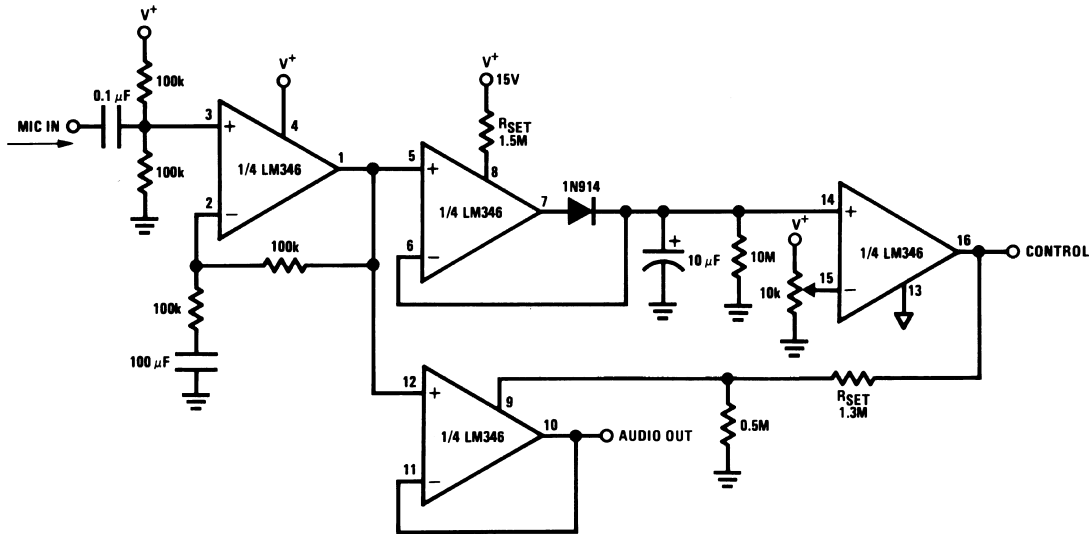 V+
100k
0.1 µF
MIC IN
100k
3
+
V+
4
1/4 LM346
1
2
−
100k
100k
100 µF
V+
15V
RSET
1.5M
5
+
8
1/4 LM346
7
6
−
1N914
+
10 µF
10M
V+
10k
14
+
15
−
1/4 LM346
13
16
CONTROL
12
+
9
1/4 LM346
10
11
−
AUDIO OUT
0.5M
RSET
1.3M